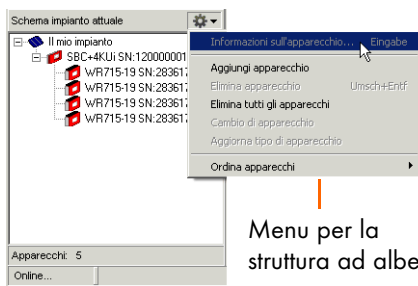 Schema impianto attuale
Il mio impianto
SBC+4KUi SN:120000001
WR715-19 SN:283617
WR715-19 SN:283617
WR715-19 SN:283617
WR715-19 SN:283617
Informazioni sull'apparecchio... Eingabe
Aggiungi apparecchio
Elimina apparecchio Umsch+Entf
Elimina tutti gli apparecchi
Cambio di apparecchio
Aggiorna tipo di apparecchio
Ordina apparecchi
Apparecchi: 5
Online...
Menu per la
struttura ad albe